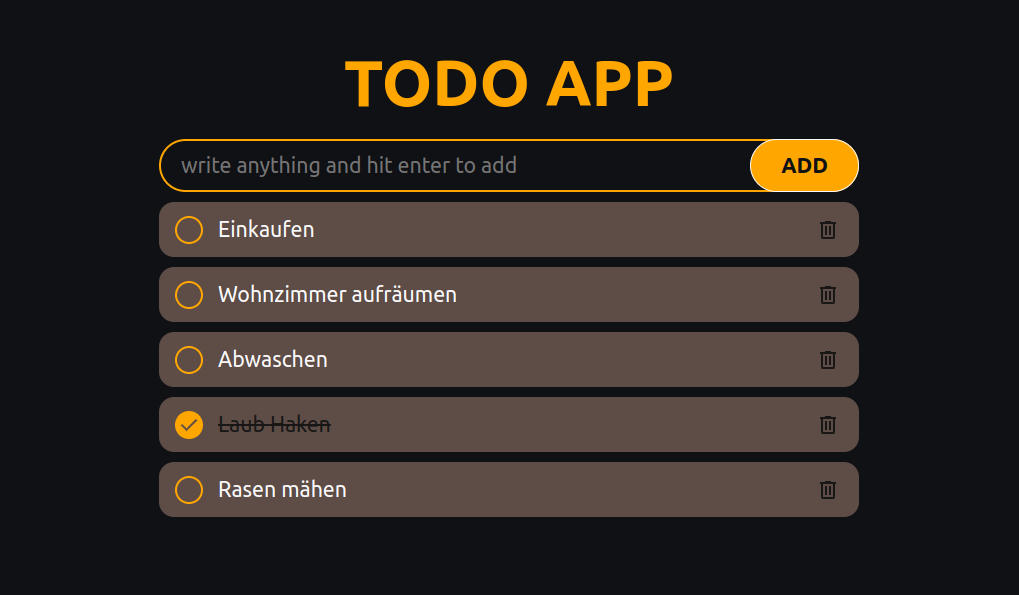 TODO APP
write anything and hit enter to add
ADD
Einkaufen
Wohnzimmer aufräumen
Abwaschen
Laub Haken
Rasen mähen